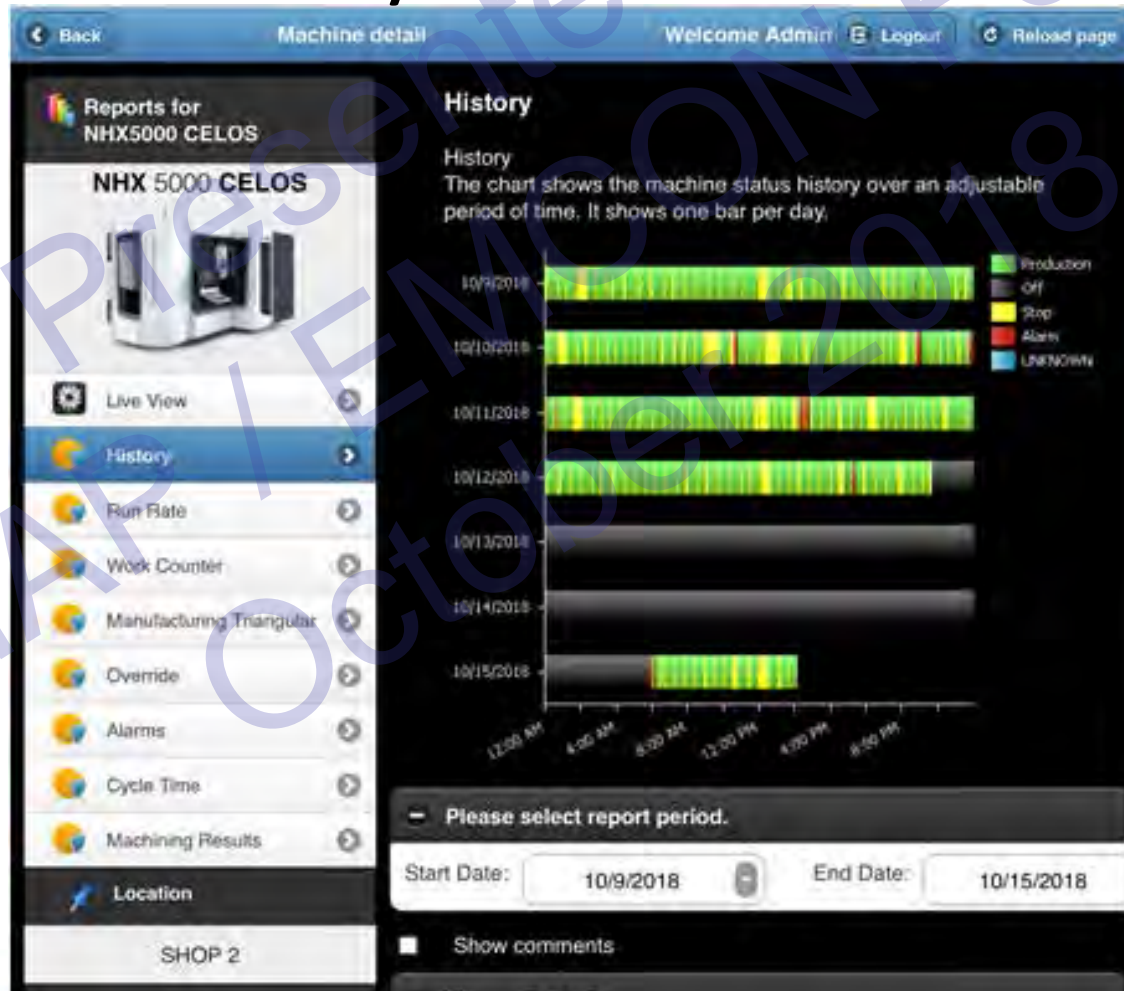 Back
Machine detail
Welcome Admin
Logout
Reload page
Reports for
NHX5000 CELOS
NHX 5000 CELOS
Live View
History
Run Rate
Work Counter
Manufacturing Triangular
Override
Alarms
Cycle Time
Machining Results
Location
SHOP 2
History
History
The chart shows the machine status history over an adjustable
period of time. It shows one bar per day.
10/9/2018
10/10/2018
10/11/2018
10/12/2018
10/13/2018
10/14/2018
10/15/2018
12:00 AM
4:00 AM
8:00 AM
12:00 PM
4:00 PM
8:00 PM
Production
Off
Stop
Alarm
UNKNOWN
Please select report period.
Start Date:
10/9/2018
End Date:
10/15/2018
Show comments
October 2018